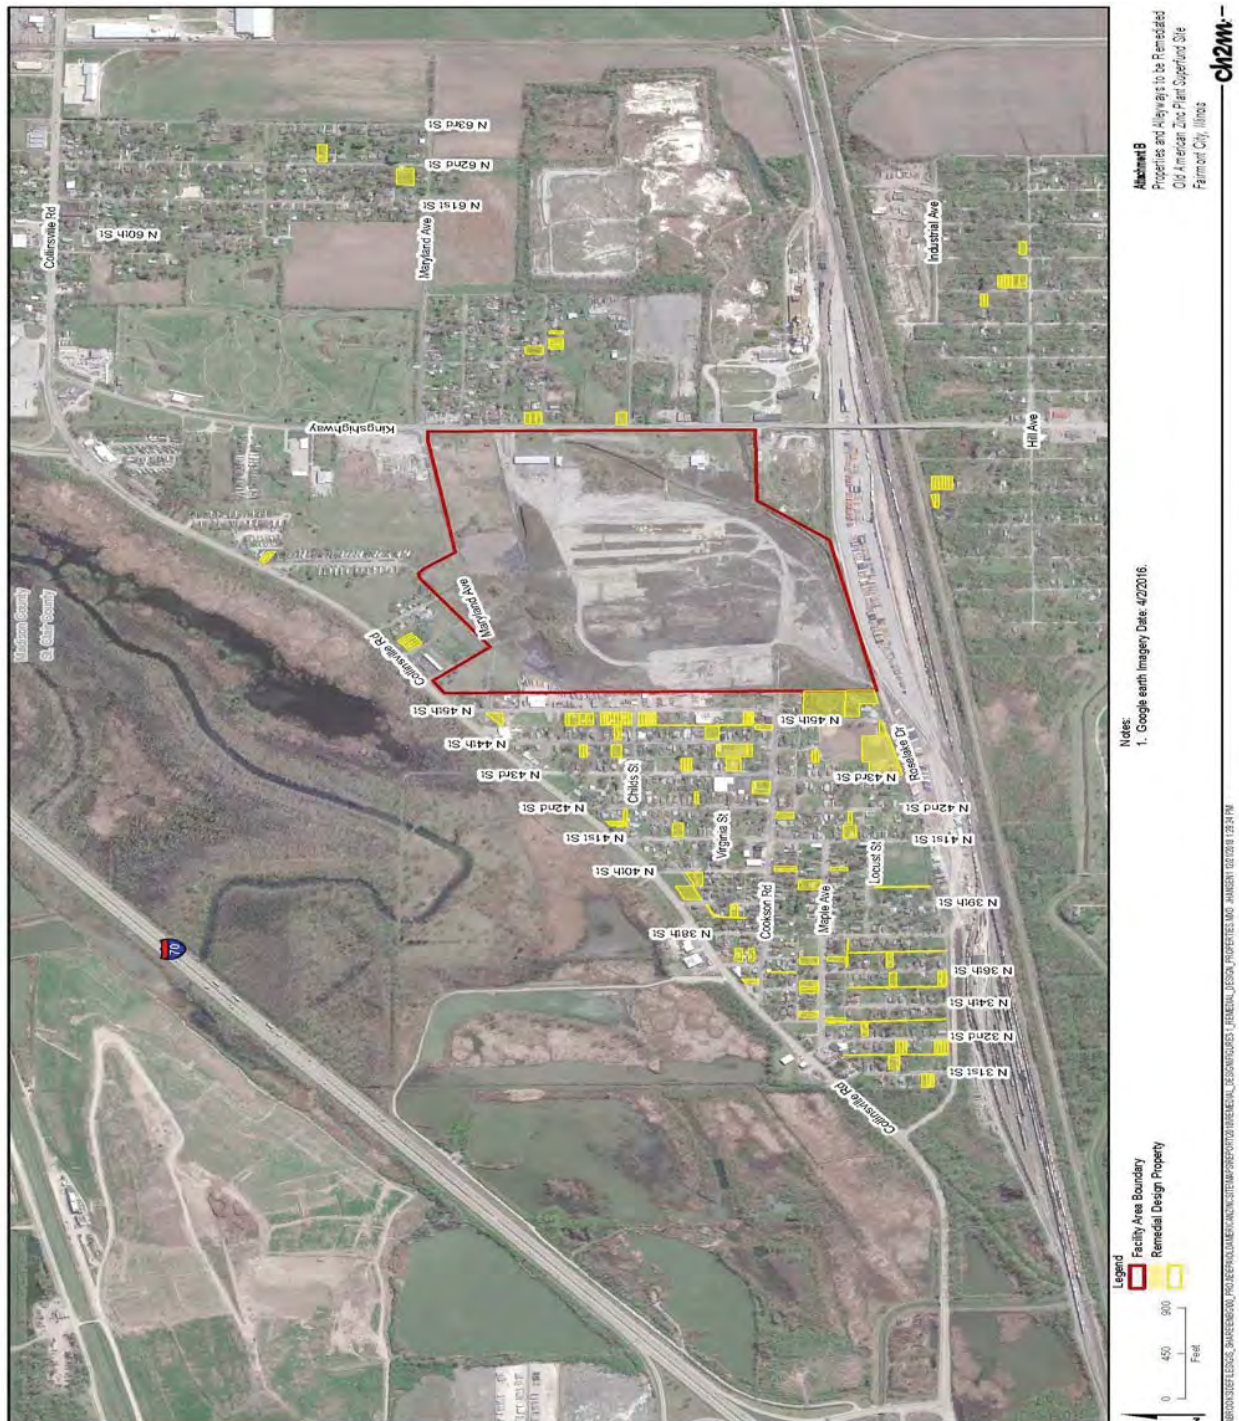 Madison County
St. Clair County
Collinsville Rd
N 60th St
N 63rd St
N 62nd St
N 61st St
Maryland Ave
Kingshighway
Industrial Ave
Hill Ave
Collinsville Rd
Maryland Ave
N 45th St
N 44th St
N 43rd St
N 42nd St
N 41st St
N 40th St
N 38th St
Childs St
Virginia St
Cookson Rd
Maple Ave
Locust St
N 45th St
N 43rd St
Roselake Dr
N 42nd St
N 41st St
N 39th St
N 36th St
N 34th St
N 32nd St
N 31st St
Collinsville Rd
70
Legend
Facility Area Boundary
Remedial Design Property
0 450 900
Feet
Notes:
1. Google earth Imagery Date: 4/2/2016.
Attachment B
Properties and Alleyways to be Remediated
Old American Zinc Plant Superfund Site
Fairmont City, Illinois
ch2m